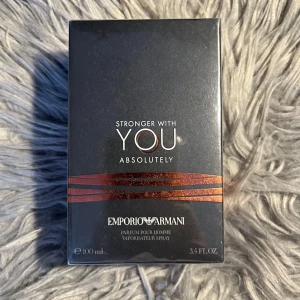 STRONGER WITH
YOU
ABSOLUTELY
EMPORIO ARMANI
PARFUM POUR HOMME
VAPORISATEUR SPRAY
℮ 100 ml 3.4 FL.OZ